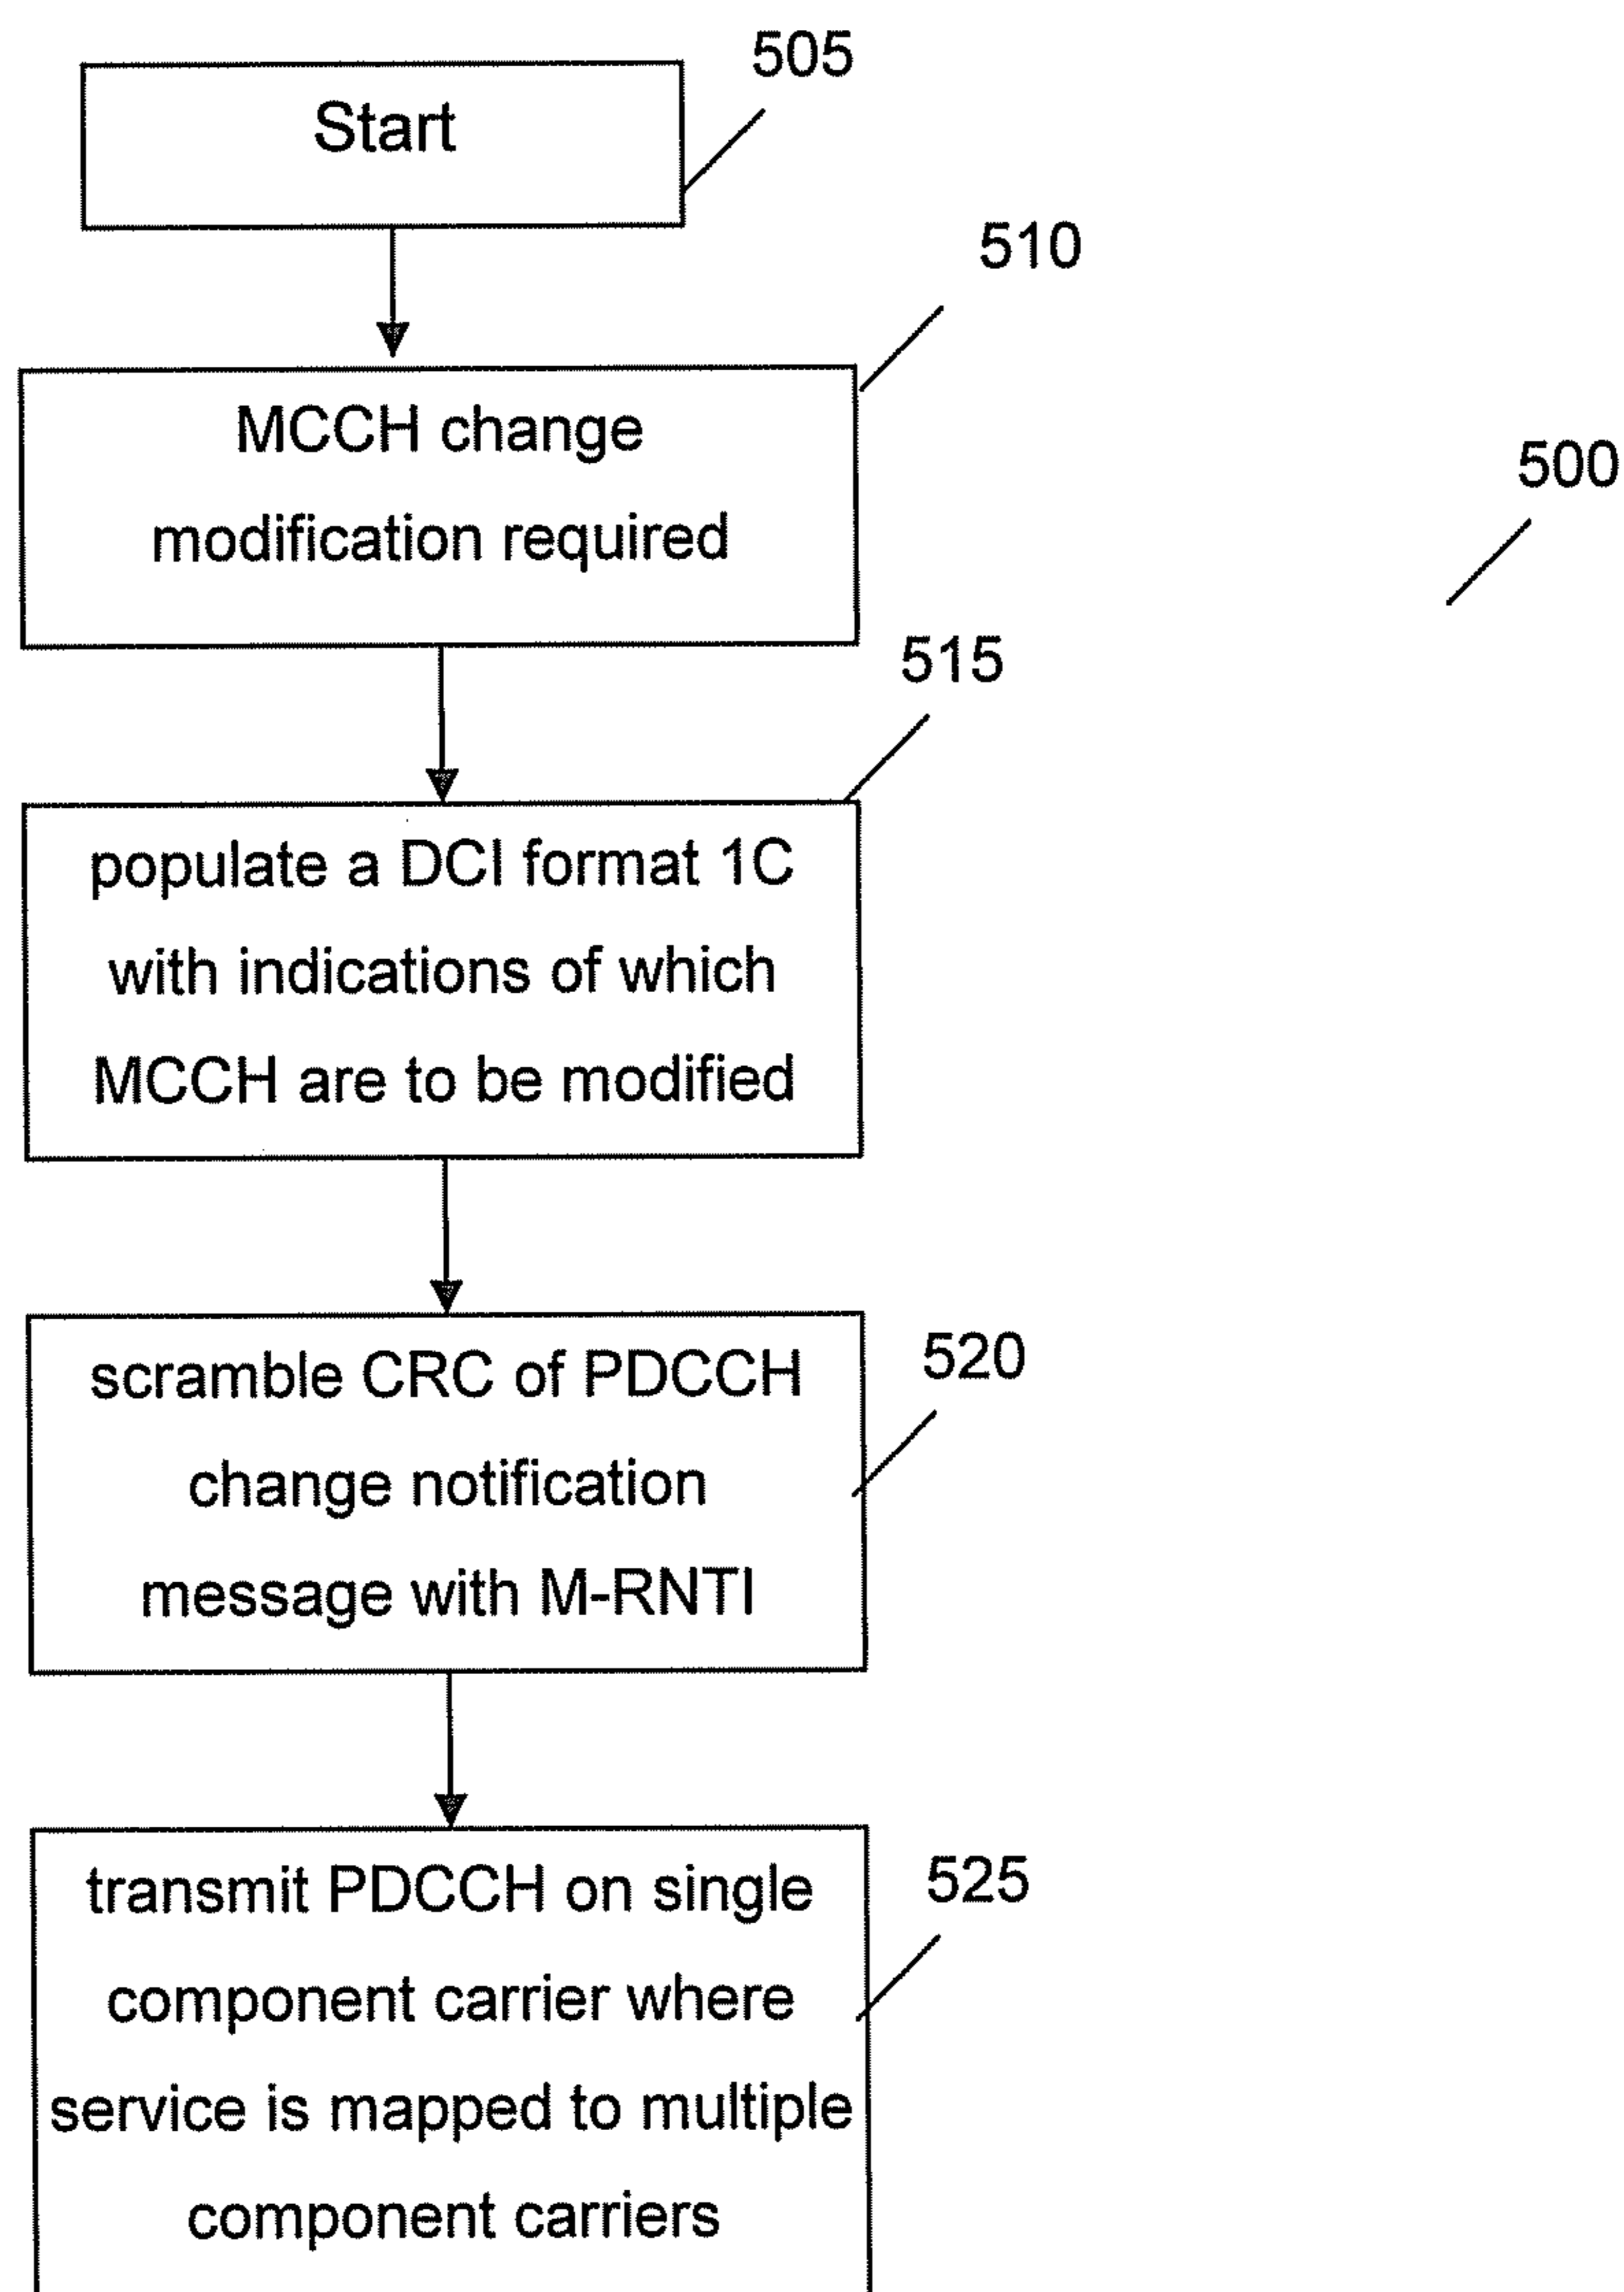 505
Start
510
MCCH change
modification required
500
515
populate a DCI format 1C
with indications of which
MCCH are to be modified
520
scramble CRC of PDCCH
change notification
message with M-RNTI
525
transmit PDCCH on single
component carrier where
service is mapped to multiple
component carriers